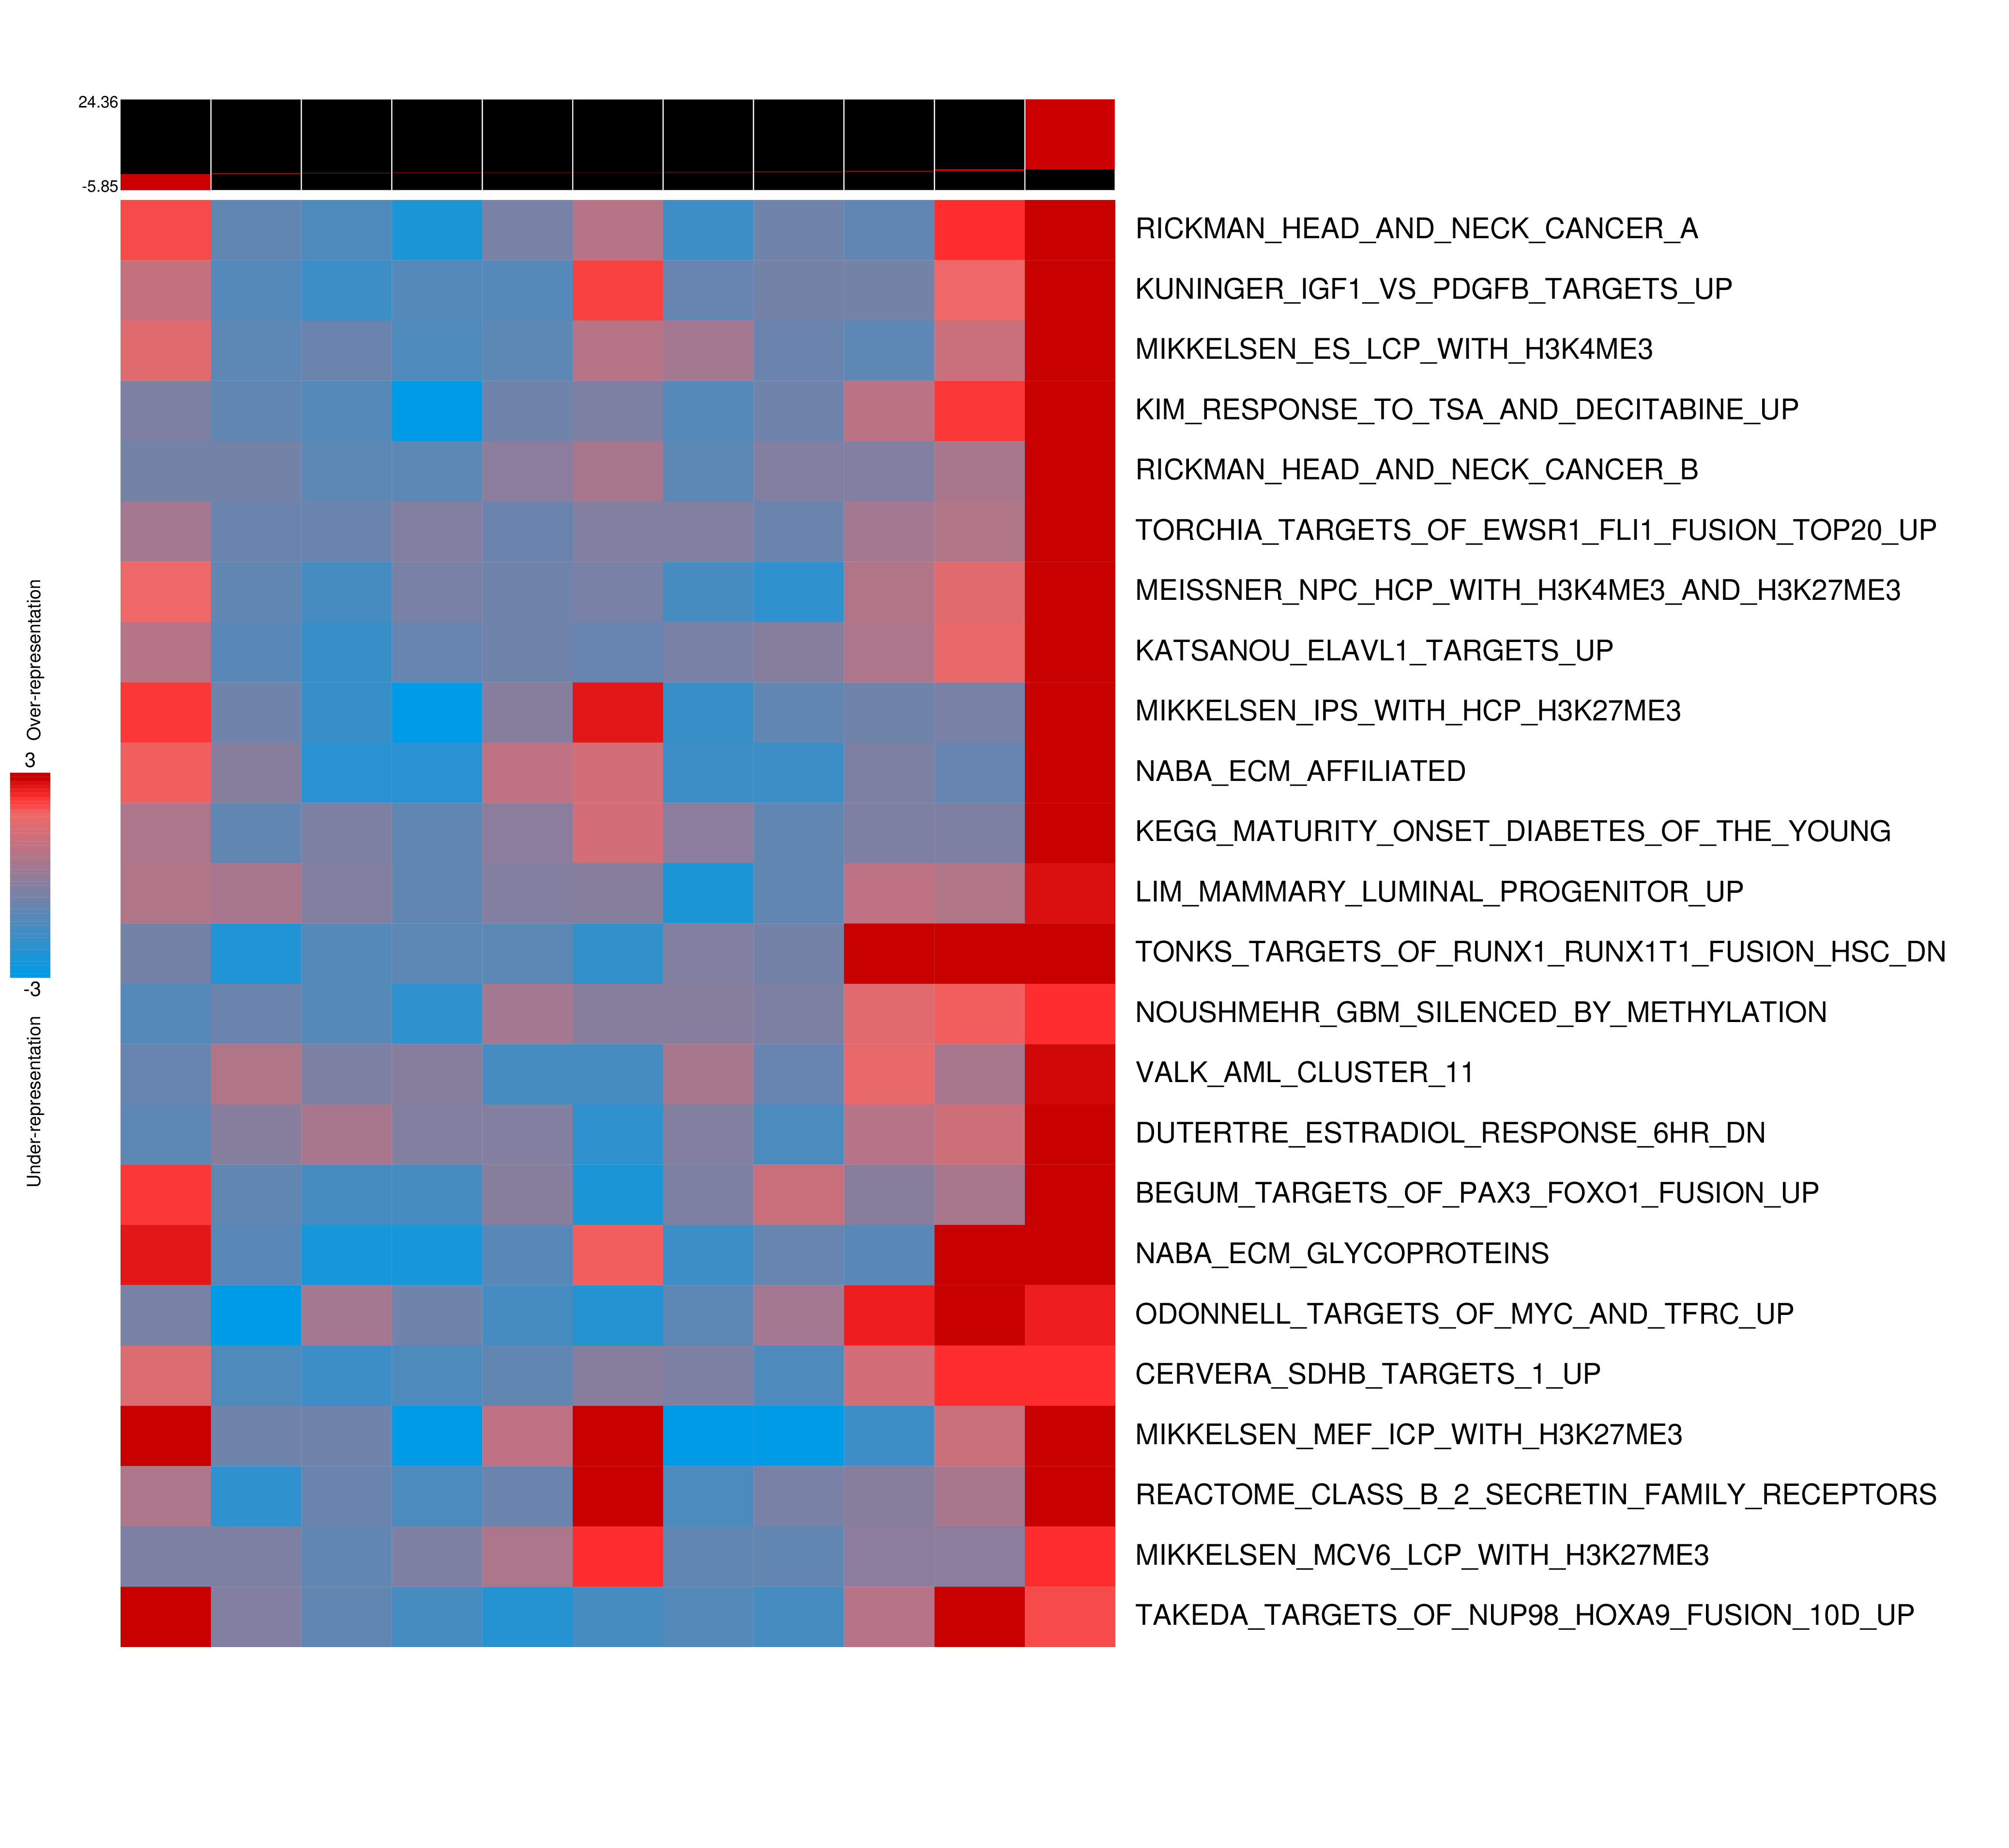 24.36
-5.85
RICKMAN_HEAD_AND_NECK_CANCER_A
KUNINGER_IGF1_VS_PDGFB_TARGETS_UP
MIKKELSEN_ES_LCP_WITH_H3K4ME3
KIM_RESPONSE_TO_TSA_AND_DECITABINE_UP
RICKMAN_HEAD_AND_NECK_CANCER_B
TORCHIA_TARGETS_OF_EWSR1_FLI1_FUSION_TOP20_UP
MEISSNER_NPC_HCP_WITH_H3K4ME3_AND_H3K27ME3
KATSANOU_ELAVL1_TARGETS_UP
MIKKELSEN_IPS_WITH_HCP_H3K27ME3
NABA_ECM_AFFILIATED
KEGG_MATURITY_ONSET_DIABETES_OF_THE_YOUNG
LIM_MAMMARY_LUMINAL_PROGENITOR_UP
TONKS_TARGETS_OF_RUNX1_RUNX1T1_FUSION_HSC_DN
NOUSHMEHR_GBM_SILENCED_BY_METHYLATION
VALK_AML_CLUSTER_11
DUTERTRE_ESTRADIOL_RESPONSE_6HR_DN
BEGUM_TARGETS_OF_PAX3_FOXO1_FUSION_UP
NABA_ECM_GLYCOPROTEINS
ODONNELL_TARGETS_OF_MYC_AND_TFRC_UP
CERVERA_SDHB_TARGETS_1_UP
MIKKELSEN_MEF_ICP_WITH_H3K27ME3
REACTOME_CLASS_B_2_SECRETIN_FAMILY_RECEPTORS
MIKKELSEN_MCV6_LCP_WITH_H3K27ME3
TAKEDA_TARGETS_OF_NUP98_HOXA9_FUSION_10D_UP
Over-representation
3
-3
Under-representation